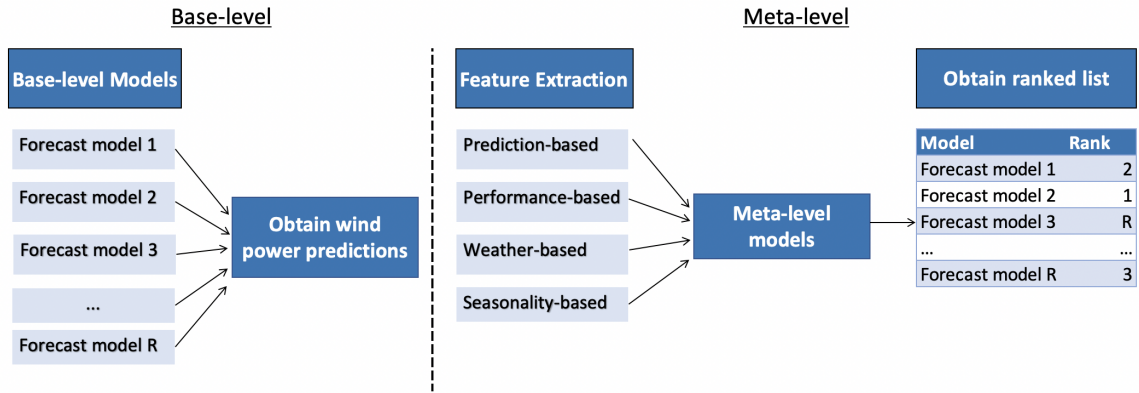 Base-level
Meta-level
Base-level Models
Forecast model 1
Forecast model 2
Forecast model 3
...
Forecast model R
Obtain wind
power predictions
Feature Extraction
Prediction-based
Performance-based
Weather-based
Seasonality-based
Meta-level
models
Obtain ranked list
Model Rank
Forecast model 1 2
Forecast model 2 1
Forecast model 3 R
... ...
Forecast model R 3